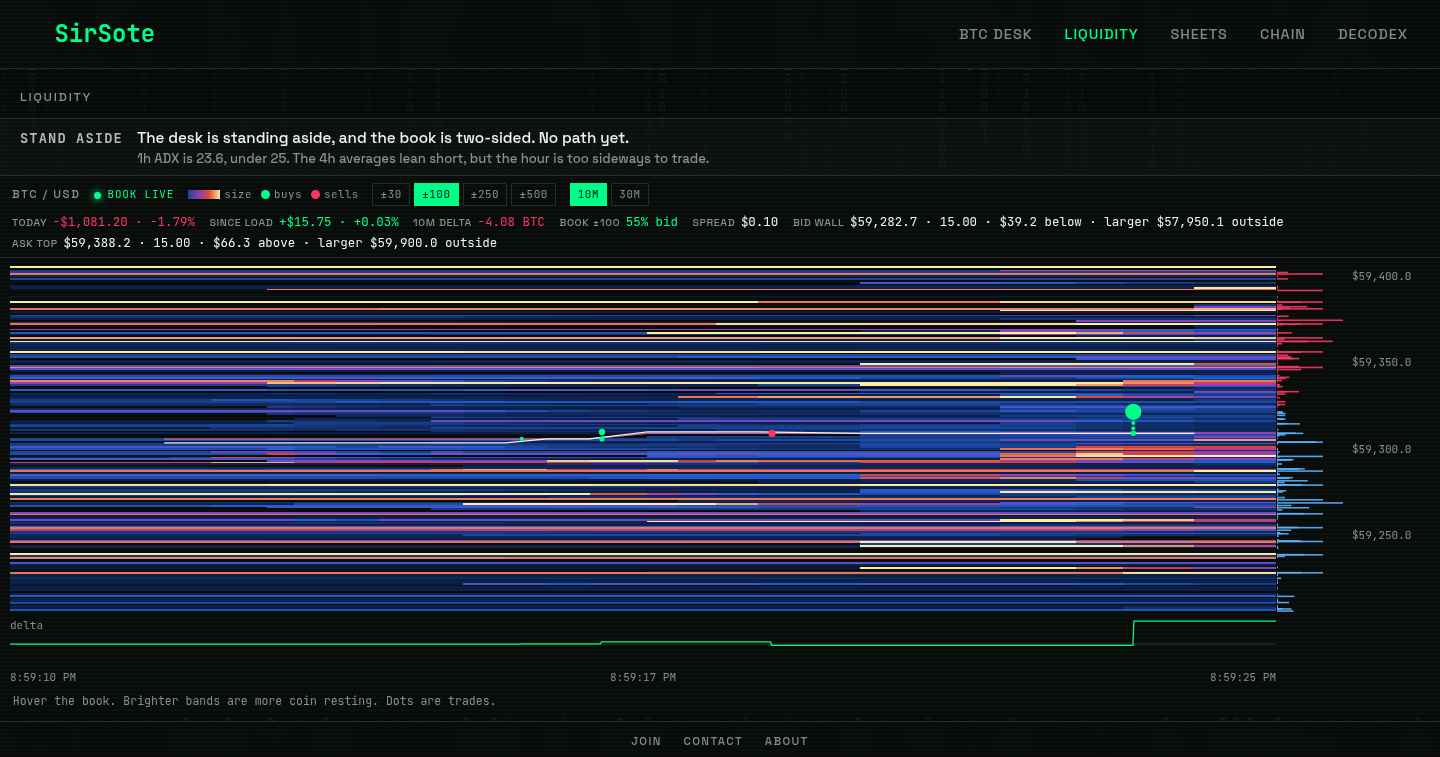 SirSote
BTC DESK LIQUIDITY SHEETS CHAIN DECODEX
LIQUIDITY
STAND ASIDE The desk is standing aside, and the book is two-sided. No path yet.
1h ADX is 23.6, under 25. The 4h averages lean short, but the hour is too sideways to trade.
BTC / USD BOOK LIVE size buys sells ±30 ±100 ±250 ±500 10M 30M
TODAY -$1,081.20 · -1.79% SINCE LOAD +$15.75 · +0.03% 10M DELTA -4.08 BTC BOOK ±100 55% bid SPREAD $0.10 BID WALL $59,282.7 · 15.00 · $39.2 below · larger $57,950.1 outside
ASK TOP $59,388.2 · 15.00 · $66.3 above · larger $59,900.0 outside
$59,400.0
$59,350.0
$59,300.0
$59,250.0
delta
8:59:10 PM 8:59:17 PM 8:59:25 PM
Hover the book. Brighter bands are more coin resting. Dots are trades.
JOIN CONTACT ABOUT